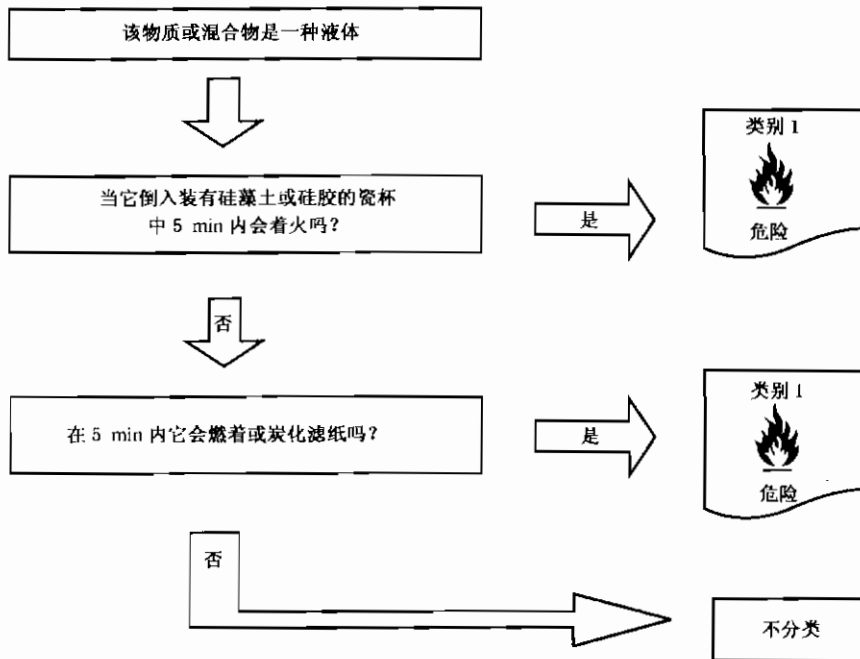 该物质或混合物是一种液体
类别 1
当它倒入装有硅藻土或硅胶的瓷杯
中 5 min 内会着火吗?
是
危险
否
类别 1
在 5 min 内它会燃着或炭化滤纸吗?
是
危险
否
不分类